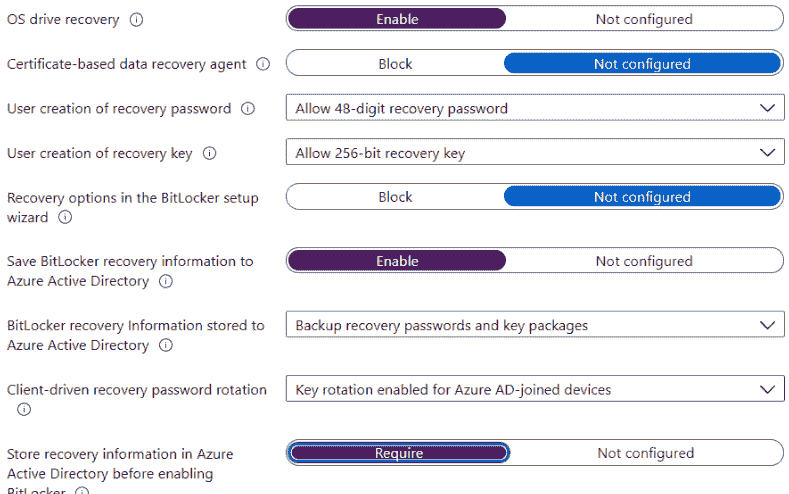 OS drive recovery Enable Not configured
Certificate-based data recovery agent Block Not configured
User creation of recovery password Allow 48-digit recovery password
User creation of recovery key Allow 256-bit recovery key
Recovery options in the BitLocker setup
wizard
Block Not configured
Save BitLocker recovery information to
Azure Active Directory
Enable Not configured
BitLocker recovery Information stored to
Azure Active Directory
Backup recovery passwords and key packages
Client-driven recovery password rotation
Key rotation enabled for Azure AD-joined devices
Store recovery information in Azure
Active Directory before enabling
BitLocker
Require Not configured